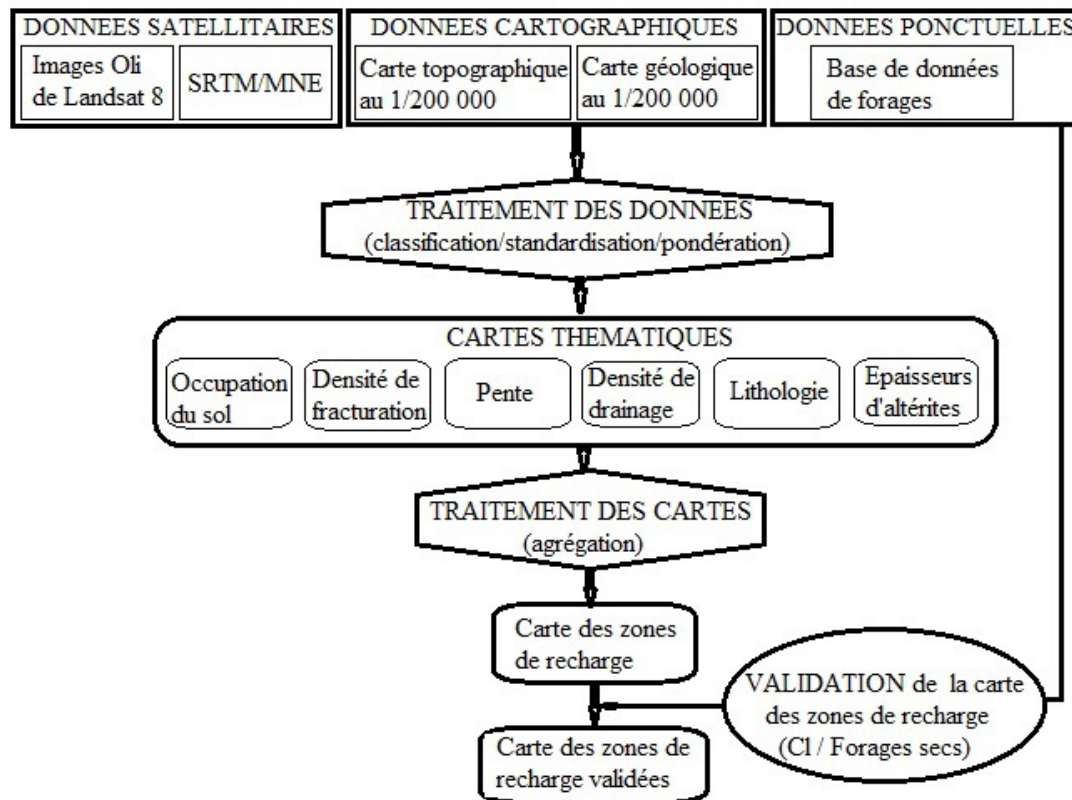 DONNEES SATELLITAIRES
Images Oli
de Landsat 8
SRTM/MNE
DONNEES CARTOGRAPHIQUES
Carte topographique
au 1/200 000
Carte géologique
au 1/200 000
DONNEES PONCTUELLES
Base de données
de forages
TRAITEMENT DES DONNEES
(classification/standardisation/pondération)
CARTES THEMATIQUES
Occupation
du sol
Densité de
fracturation
Pente
Densité de
drainage
Lithologie
Epaisseurs
d'altérites
TRAITEMENT DES CARTES
(agrégation)
Carte des zones
de recharge
VALIDATION de la carte
des zones de recharge
(Cl / Forages secs)
Carte des zones de
recharge validées